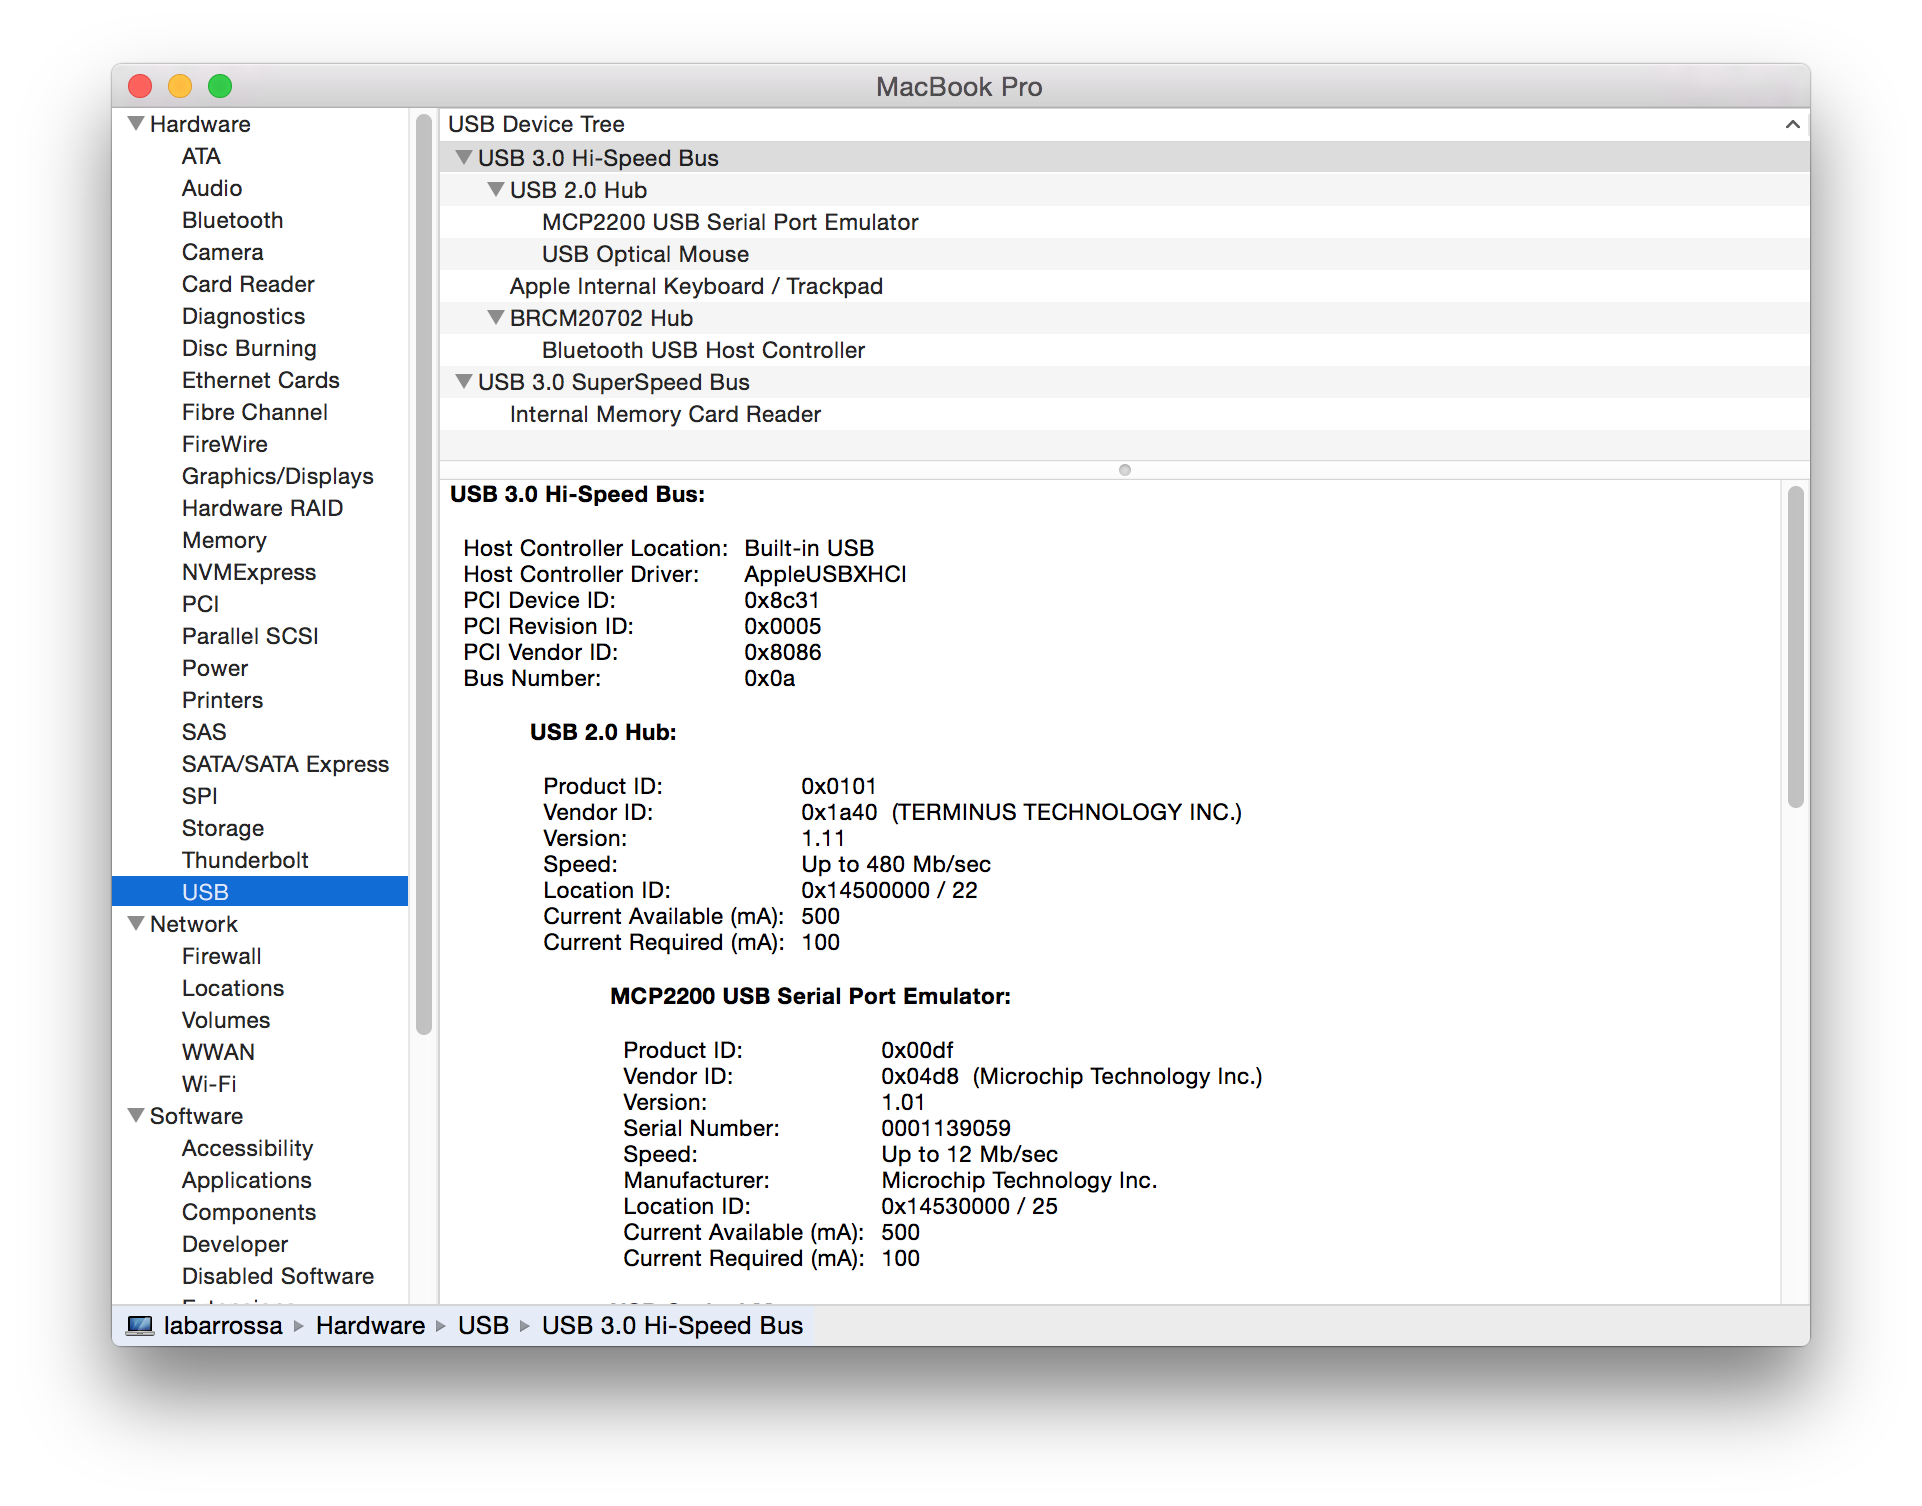 MacBook Pro
Hardware
ATA
Audio
Bluetooth
Camera
Card Reader
Diagnostics
Disc Burning
Ethernet Cards
Fibre Channel
FireWire
Graphics/Displays
Hardware RAID
Memory
NVMExpress
PCI
Parallel SCSI
Power
Printers
SAS
SATA/SATA Express
SPI
Storage
Thunderbolt
USB
Network
Firewall
Locations
Volumes
WWAN
Wi-Fi
Software
Accessibility
Applications
Components
Developer
Disabled Software
USB Device Tree
USB 3.0 Hi-Speed Bus
USB 2.0 Hub
MCP2200 USB Serial Port Emulator
USB Optical Mouse
Apple Internal Keyboard / Trackpad
BRCM20702 Hub
Bluetooth USB Host Controller
USB 3.0 SuperSpeed Bus
Internal Memory Card Reader
USB 3.0 Hi-Speed Bus:
Host Controller Location: Built-in USB
Host Controller Driver: AppleUSBXHCI
PCI Device ID: 0x8c31
PCI Revision ID: 0x0005
PCI Vendor ID: 0x8086
Bus Number: 0x0a
USB 2.0 Hub:
Product ID: 0x0101
Vendor ID: 0x1a40 (TERMINUS TECHNOLOGY INC.)
Version: 1.11
Speed: Up to 480 Mb/sec
Location ID: 0x14500000 / 22
Current Available (mA): 500
Current Required (mA): 100
MCP2200 USB Serial Port Emulator:
Product ID: 0x00df
Vendor ID: 0x04d8 (Microchip Technology Inc.)
Version: 1.01
Serial Number: 0001139059
Speed: Up to 12 Mb/sec
Manufacturer: Microchip Technology Inc.
Location ID: 0x14530000 / 25
Current Available (mA): 500
Current Required (mA): 100
labarrossa ▸ Hardware ▸ USB ▸ USB 3.0 Hi-Speed Bus